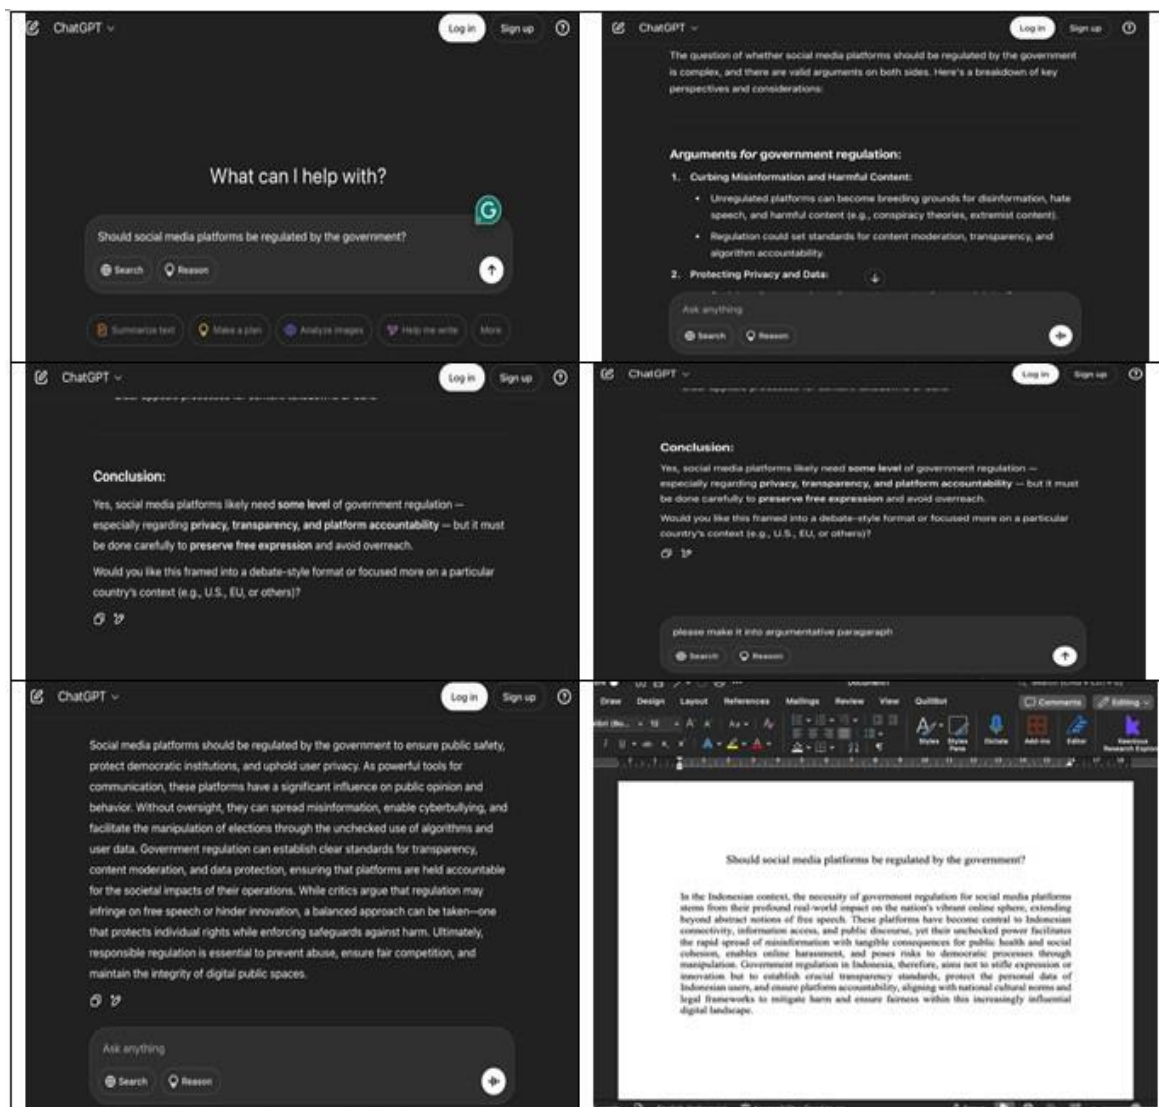 ChatGPT
Log in
Sign up
What can I help with?
Should social media platforms be regulated by the government?
Search
Reason
Summarize text
Make a plan
Analyze images
Help me write
More
ChatGPT
Log in
Sign up
The question of whether social media platforms should be regulated by the government
is complex, and there are valid arguments on both sides. Here's a breakdown of key
perspectives and considerations:
Arguments for government regulation:
1. Curbing Misinformation and Harmful Content:
• Unregulated platforms can become breeding grounds for disinformation, hate
speech, and harmful content (e.g., conspiracy theories, extremist content).
• Regulation could set standards for content moderation, transparency, and
algorithm accountability.
2. Protecting Privacy and Data:
Ask anything
Search
Reason
ChatGPT
Log in
Sign up
Conclusion:
Yes, social media platforms likely need some level of government regulation —
especially regarding privacy, transparency, and platform accountability — but it must
be done carefully to preserve free expression and avoid overreach.
Would you like this framed into a debate-style format or focused more on a particular
country's context (e.g., U.S., EU, or others)?
ChatGPT
Log in
Sign up
Conclusion:
Yes, social media platforms likely need some level of government regulation —
especially regarding privacy, transparency, and platform accountability — but it must
be done carefully to preserve free expression and avoid overreach.
Would you like this framed into a debate-style format or focused more on a particular
country's context (e.g., U.S., EU, or others)?
please make it into argumentative paragaraph
Search
Reason
ChatGPT
Log in
Sign up
Social media platforms should be regulated by the government to ensure public safety,
protect democratic institutions, and uphold user privacy. As powerful tools for
communication, these platforms have a significant influence on public opinion and
behavior. Without oversight, they can spread misinformation, enable cyberbullying, and
facilitate the manipulation of elections through the unchecked use of algorithms and
user data. Government regulation can establish clear standards for transparency,
content moderation, and data protection, ensuring that platforms are held accountable
for the societal impacts of their operations. While critics argue that regulation may
infringe on free speech or hinder innovation, a balanced approach can be taken—one
that protects individual rights while enforcing safeguards against harm. Ultimately,
responsible regulation is essential to prevent abuse, ensure fair competition, and
maintain the integrity of digital public spaces.
Ask anything
Search
Reason
Draw Design Layout References Mailings Review View QuillBot
Comments
Editing
Styles
Styles Pane
Dictate
Add-ins
Editor
Should social media platforms be regulated by the government?
In the Indonesian context, the necessity of government regulation for social media platforms
stems from their profound real-world impact on the nation's vibrant online sphere, extending
beyond abstract notions of free speech. These platforms have become central to Indonesian
connectivity, information access, and public discourse, yet their unchecked power facilitates
the rapid spread of misinformation with tangible consequences for public health and social
cohesion, enables online harassment, and poses risks to democratic processes through
manipulation. Government regulation in Indonesia, therefore, aims not to stifle expression or
innovation but to establish crucial transparency standards, protect the personal data of
Indonesian users, and ensure platform accountability, aligning with national cultural norms and
legal frameworks to mitigate harm and ensure fairness within this increasingly influential
digital landscape.